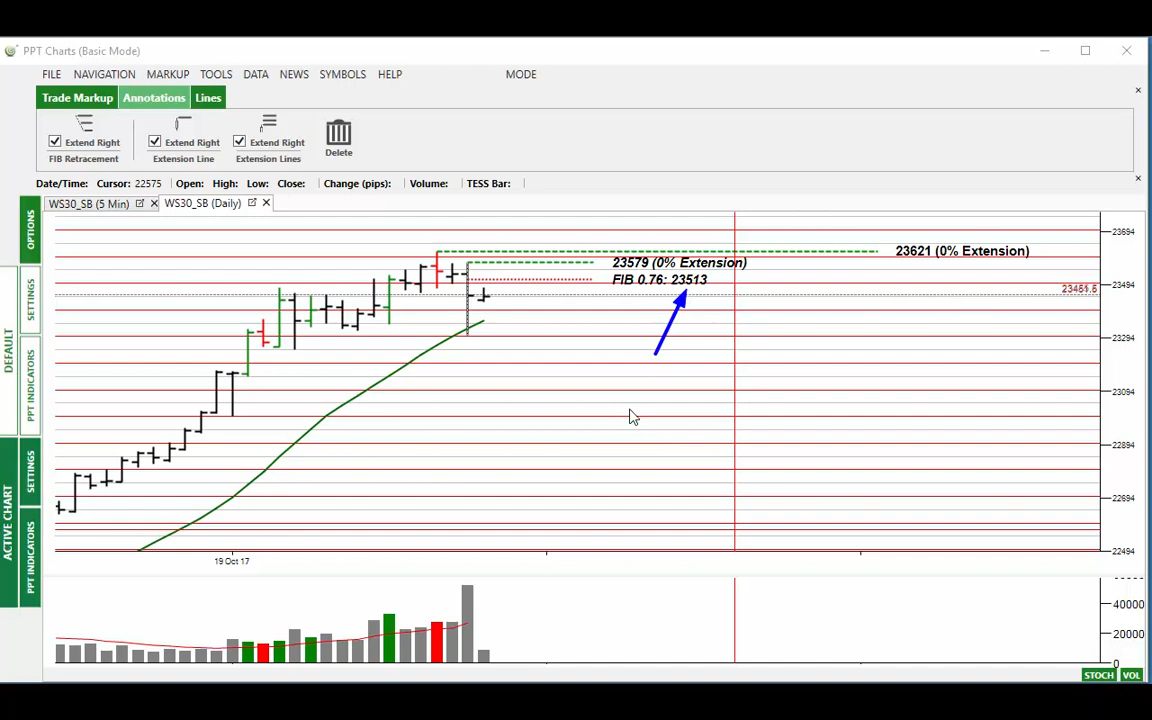 PPT Charts (Basic Mode)
FILE NAVIGATION MARKUP TOOLS DATA NEWS SYMBOLS HELP MODE
Trade Markup Annotations Lines
Extend Right Extend Right Extend Right
FIB Retracement Extension Line Extension Lines Delete
Date/Time: Cursor: 22575 Open: High: Low: Close: Change (pips): Volume: TESS Bar:
WS30_SB (5 Min) WS30_SB (Daily)
OPTIONS
SETTINGS
PPT INDICATORS
DEFAULT
SETTINGS
PPT INDICATORS
ACTIVE CHART
23621 (0% Extension)
23579 (0% Extension)
FIB 0.76: 23513
23694
23494
23451.5
23294
23094
22894
22694
22494
19 Oct 17
40000
20000
0
STOCH VOL